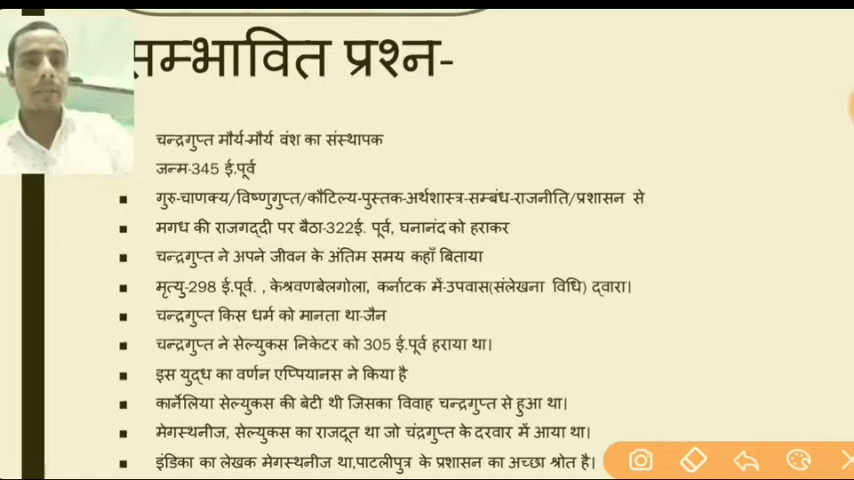 सम्भावित प्रश्न-
चन्द्रगुप्त मौर्य-मौर्य वंश का संस्थापक
जन्म-345 ई.पूर्व
गुरु-चाणक्य/विष्णुगुप्त/कौटिल्य-पुस्तक-अर्थशास्त्र-सम्बंध-राजनीति/प्रशासन से
मगध की राजगद्दी पर बैठा-322ई. पूर्व, घनानंद को हराकर
चन्द्रगुप्त ने अपने जीवन के अंतिम समय कहाँ बिताया
मृत्यु-298 ई.पूर्व. , केश्रवणबेलगोला, कर्नाटक में-उपवास(संलेखना विधि) द्वारा।
चन्द्रगुप्त किस धर्म को मानता था-जैन
चन्द्रगुप्त ने सेल्युकस निकेटर को 305 ई.पूर्व हराया था।
इस युद्ध का वर्णन एप्पियानस ने किया है
कार्नेलिया सेल्युकस की बेटी थी जिसका विवाह चन्द्रगुप्त से हुआ था।
मेगस्थनीज, सेल्युकस का राजदूत था जो चंद्रगुप्त के दरवार में आया था।
इंडिका का लेखक मेगस्थनीज था,पाटलीपुत्र के प्रशासन का अच्छा श्रोत है।